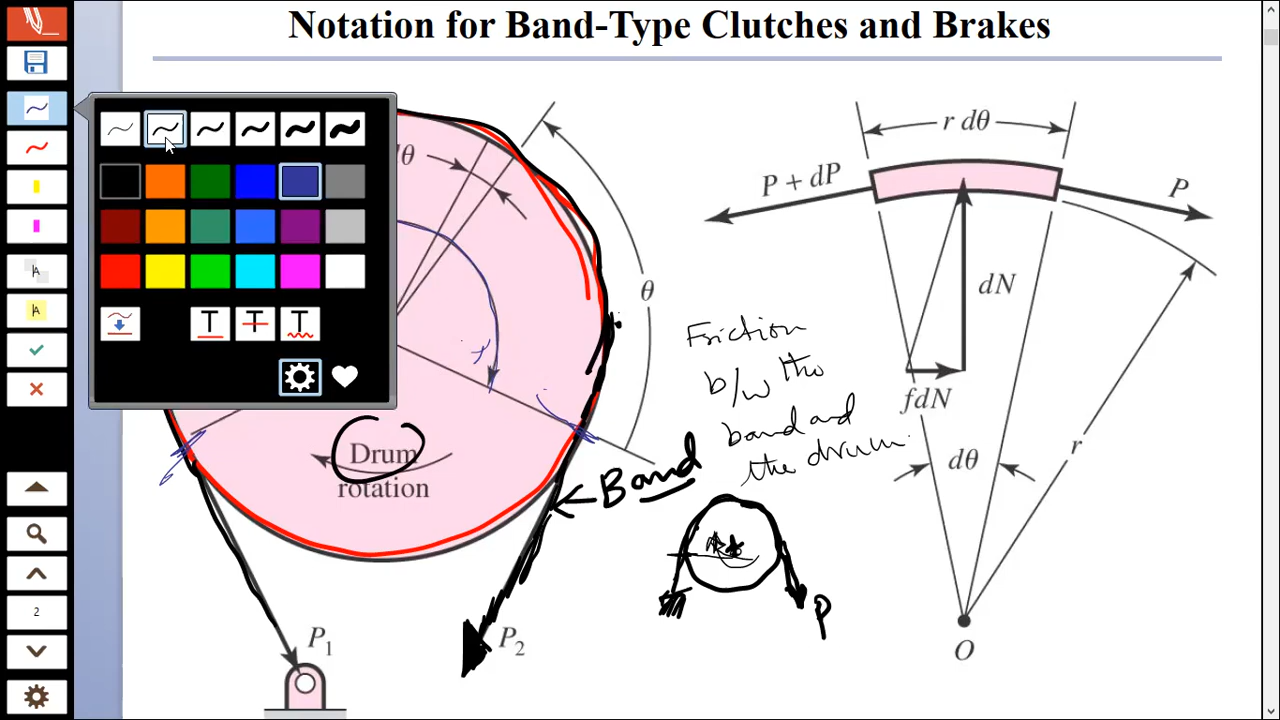 Notation for Band-Type Clutches and Brakes
dθ
r dθ
P + dP
P
θ
dN
Friction
b/w the
band and
the drum
fdN
dθ
r
Drum
rotation
Band
r
P₁
P₂
P
O
2
A
A
T
T
T